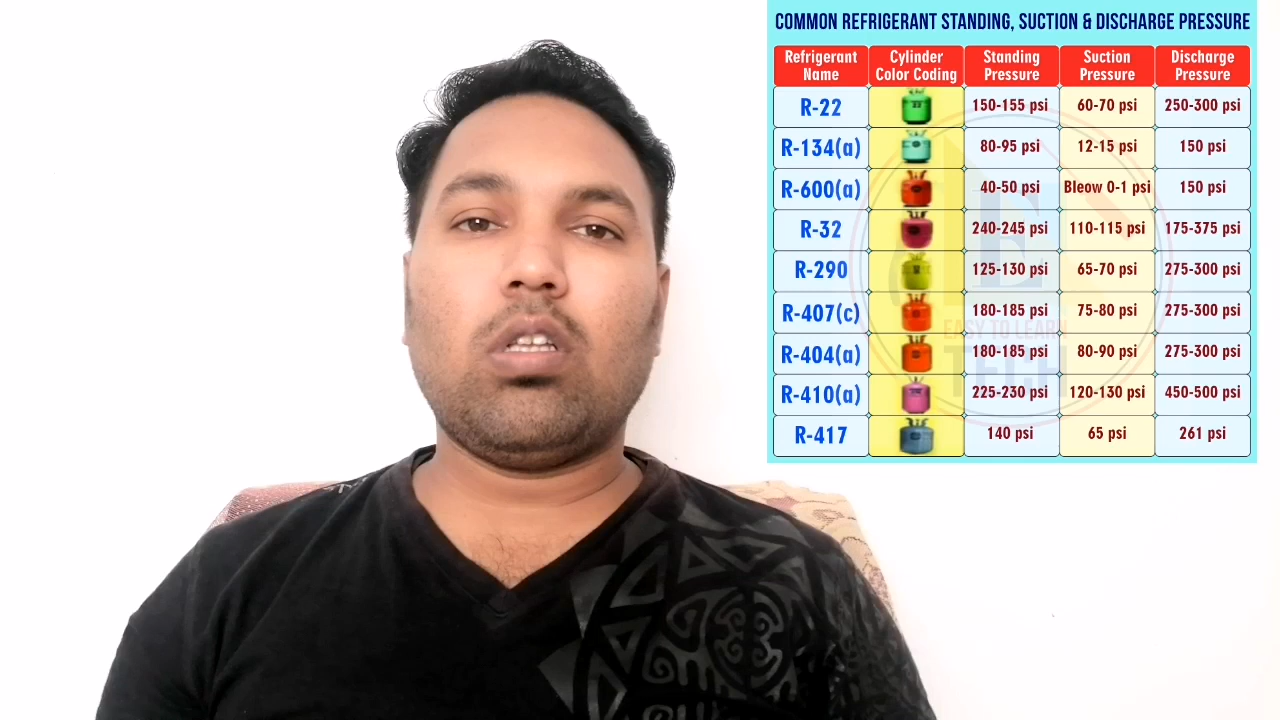 COMMON REFRIGERANT STANDING, SUCTION & DISCHARGE PRESSURE
Refrigerant Name Cylinder Color Coding Standing Pressure Suction Pressure Discharge Pressure
R-22 150-155 psi 60-70 psi 250-300 psi
R-134(a) 80-95 psi 12-15 psi 150 psi
R-600(a) 40-50 psi Bleow 0-1 psi 150 psi
R-32 240-245 psi 110-115 psi 175-375 psi
R-290 125-130 psi 65-70 psi 275-300 psi
R-407(c) 180-185 psi 75-80 psi 275-300 psi
EASY TO LEARN
R-404(a) 180-185 psi 80-90 psi 275-300 psi
TECH
R-410(a) 225-230 psi 120-130 psi 450-500 psi
R-417 140 psi 65 psi 261 psi